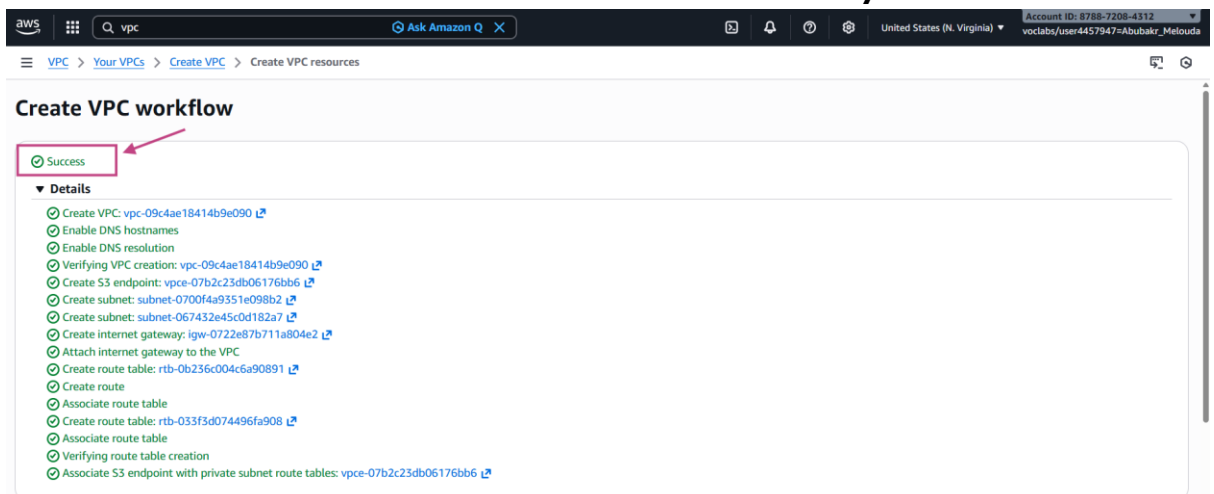 aws
vpc
Ask Amazon Q
United States (N. Virginia) ▼
Account ID: 8788-7208-4312 ▼
voclabs/user4457947=Abubakr_Melouda
VPC > Your VPCs > Create VPC > Create VPC resources
Create VPC workflow
Success
▼ Details
Create VPC: vpc-09c4ae18414b9e090
Enable DNS hostnames
Enable DNS resolution
Verifying VPC creation: vpc-09c4ae18414b9e090
Create S3 endpoint: vpce-07b2c23db06176bb6
Create subnet: subnet-0700f4a9351e098b2
Create subnet: subnet-067432e45c0d182a7
Create internet gateway: igw-0722e87b711a804e2
Attach internet gateway to the VPC
Create route table: rtb-0b236c004c6a90891
Create route
Associate route table
Create route table: rtb-033f3d074496fa908
Associate route table
Verifying route table creation
Associate S3 endpoint with private subnet route tables: vpce-07b2c23db06176bb6